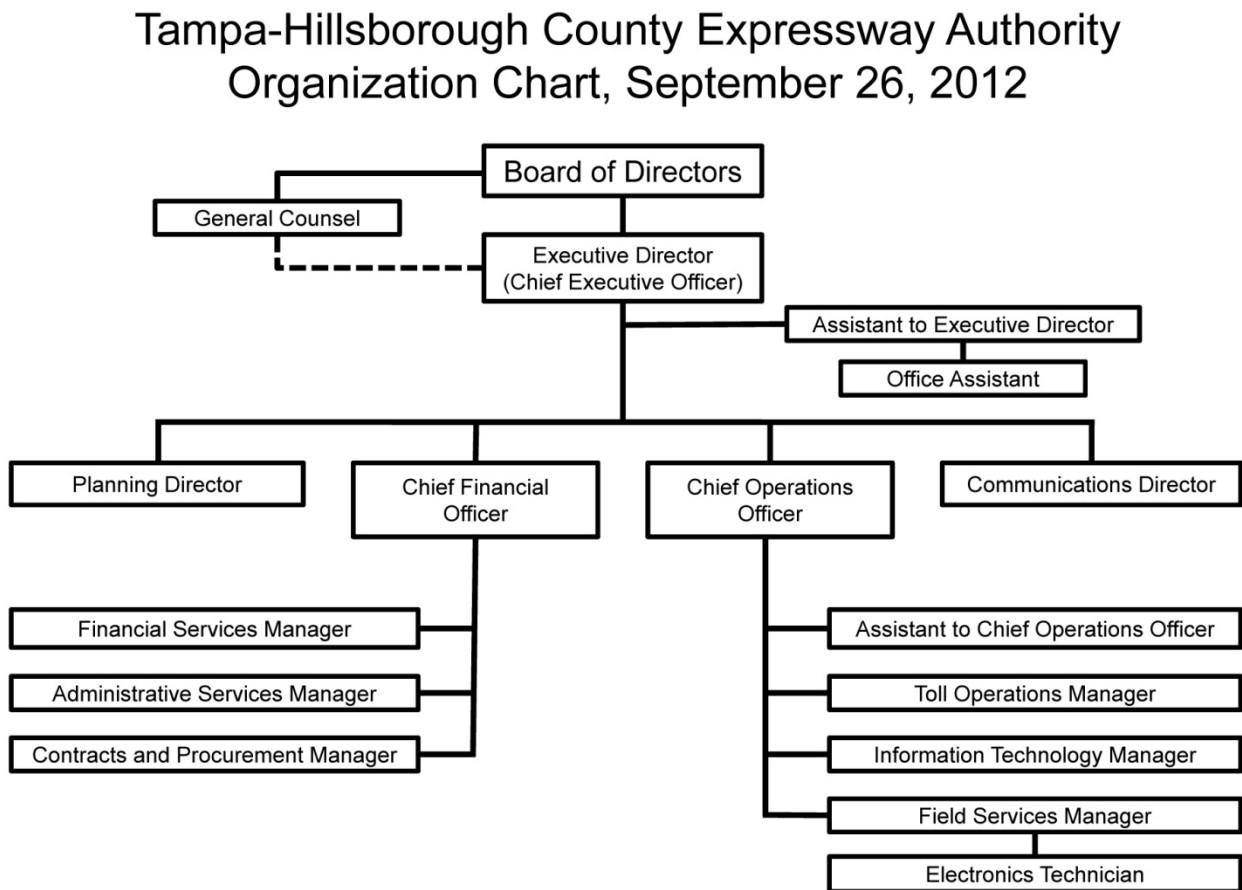 Tampa-Hillsborough County Expressway Authority
Organization Chart, September 26, 2012
Board of Directors
General Counsel
Executive Director
(Chief Executive Officer)
Assistant to Executive Director
Office Assistant
Planning Director
Chief Financial
Officer
Chief Operations
Officer
Communications Director
Financial Services Manager
Administrative Services Manager
Contracts and Procurement Manager
Assistant to Chief Operations Officer
Toll Operations Manager
Information Technology Manager
Field Services Manager
Electronics Technician